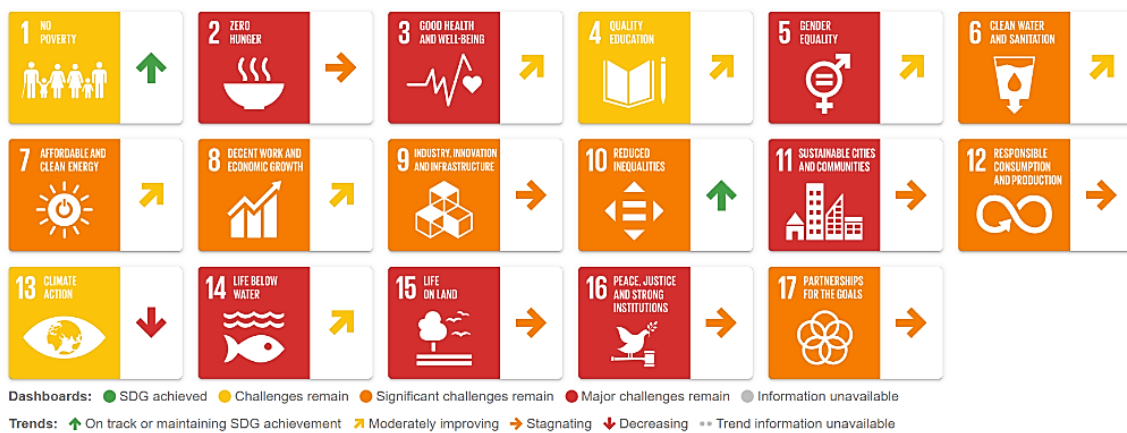 1 NO
POVERTY
2 ZERO
HUNGER
3 GOOD HEALTH
AND WELL-BEING
4 QUALITY
EDUCATION
5 GENDER
EQUALITY
6 CLEAN WATER
AND SANITATION
7 AFFORDABLE AND
CLEAN ENERGY
8 DECENT WORK AND
ECONOMIC GROWTH
9 INDUSTRY, INNOVATION
AND INFRASTRUCTURE
10 REDUCED
INEQUALITIES
11 SUSTAINABLE CITIES
AND COMMUNITIES
12 RESPONSIBLE
CONSUMPTION
AND PRODUCTION
13 CLIMATE
ACTION
14 LIFE BELOW
WATER
15 LIFE
ON LAND
16 PEACE, JUSTICE
AND STRONG
INSTITUTIONS
17 PARTNERSHIPS
FOR THE GOALS
Dashboards: SDG achieved Challenges remain Significant challenges remain Major challenges remain Information unavailable
Trends: On track or maintaining SDG achievement Moderately improving Stagnating Decreasing Trend information unavailable